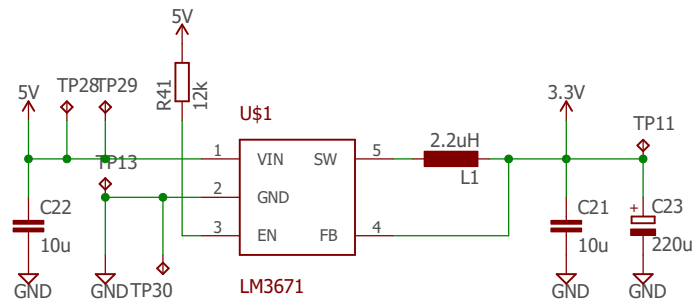 5V
TP28
TP29
5V
R41
12k
U$1
3.3V
TP11
2.2uH
TP13
1
VIN
SW
5
L1
2
GND
C22
10u
3
EN
FB
4
C21
10u
+
C23
220u
GND
GND
TP30
LM3671
GND
GND